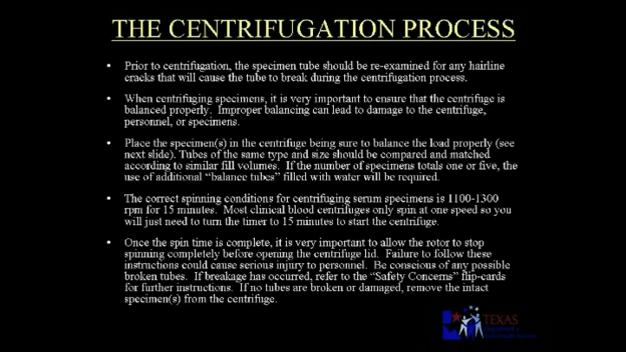 THE CENTRIFUGATION PROCESS
• Prior to centrifugation, the specimen tube should be re-examined for any hairline
cracks that will cause the tube to break during the centrifugation process.
• When centrifuging specimens, it is very important to ensure that the centrifuge is
balanced properly. Improper balancing can lead to damage to the centrifuge,
personnel, or specimens.
• Place the specimen(s) in the centrifuge being sure to balance the load properly (see
next slide). Tubes of the same type and size should be compared and matched
according to similar fill volumes. If the number of specimens totals one or five, the
use of additional “balance tubes” filled with water will be required.
• The correct spinning conditions for centrifuging serum specimens is 1100-1300
rpm for 15 minutes. Most clinical blood centrifuges only spin at one speed so you
will just need to turn the timer to 15 minutes to start the centrifuge.
• Once the spin time is complete, it is very important to allow the rotor to stop
spinning completely before opening the centrifuge lid. Failure to follow these
instructions could cause serious injury to personnel. Be conscious of any possible
broken tubes. If breakage has occurred, refer to the “Safety Concerns” flip-cards
for further instructions. If no tubes are broken or damaged, remove the intact
specimen(s) from the centrifuge.
TEXAS